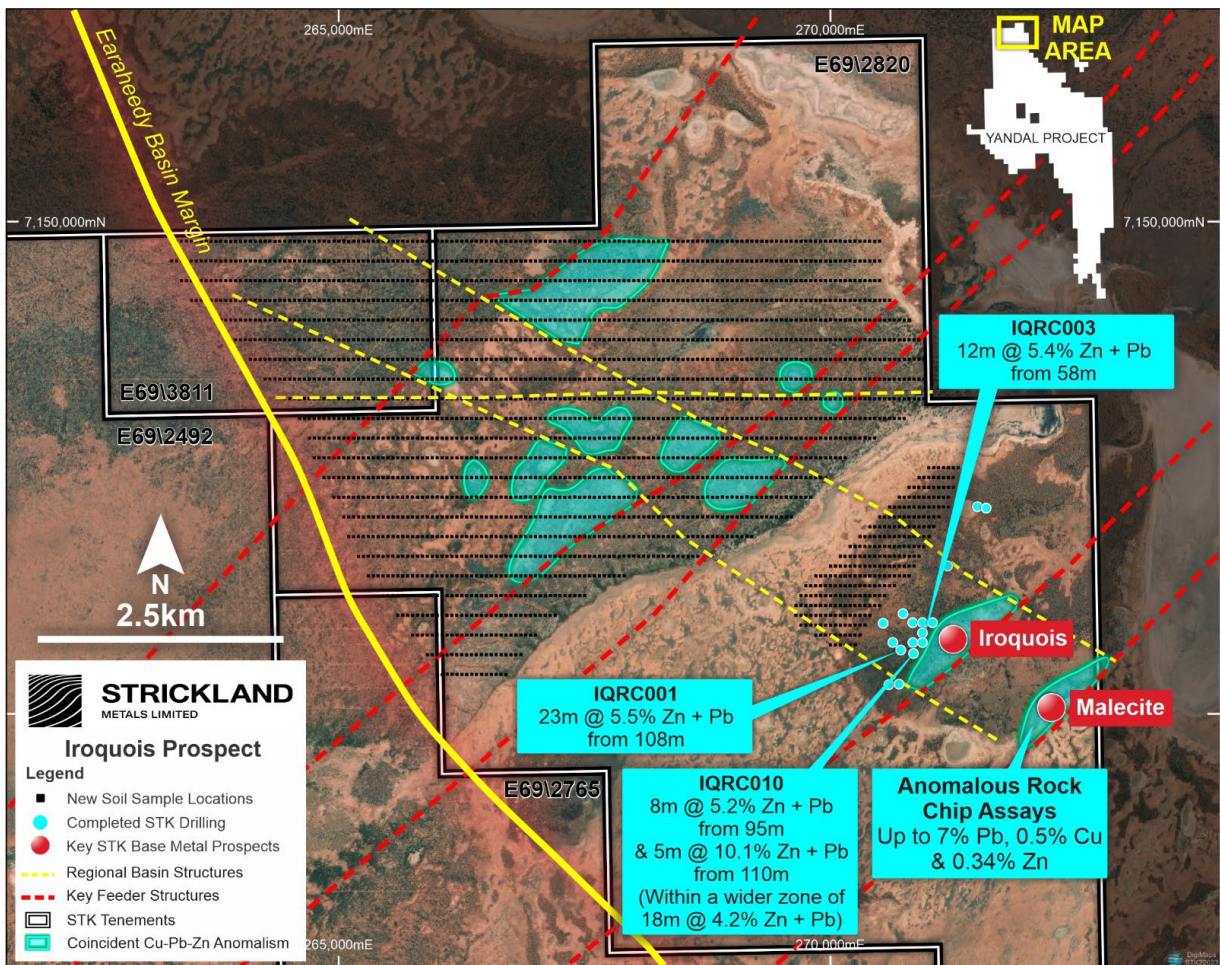 265,000mE
270,000mE
MAP
AREA
E69\2820
Earaheedy Basin Margin
YANDAL PROJECT
7,150,000mN
7,150,000mN
IQRC003
12m @ 5.4% Zn + Pb
from 58m
E69\3811
E69\2492
N
2.5km
Iroquois
Malecite
IQRC001
23m @ 5.5% Zn + Pb
from 108m
E69\2765
IQRC010
8m @ 5.2% Zn + Pb
from 95m
& 5m @ 10.1% Zn + Pb
from 110m
(Within a wider zone of
18m @ 4.2% Zn + Pb)
Anomalous Rock
Chip Assays
Up to 7% Pb, 0.5% Cu
& 0.34% Zn
STRICKLAND
METALS LIMITED
Iroquois Prospect
Legend
New Soil Sample Locations
Completed STK Drilling
Key STK Base Metal Prospects
Regional Basin Structures
Key Feeder Structures
STK Tenements
Coincident Cu-Pb-Zn Anomalism
265,000mE
270,000mE
DigiMaps